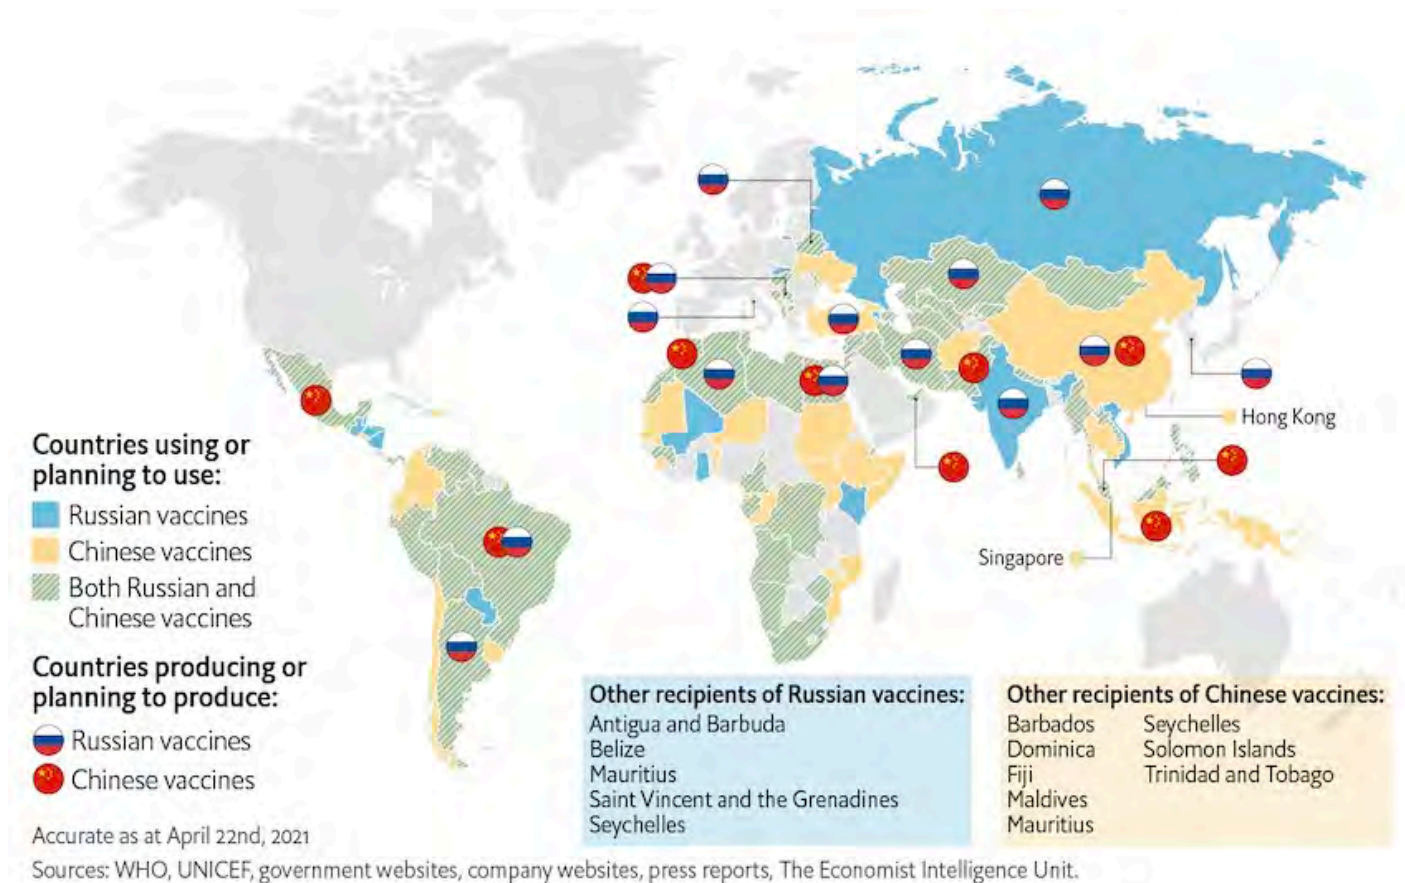 Hong Kong
Singapore
Countries using or
planning to use:
Russian vaccines
Chinese vaccines
Both Russian and
Chinese vaccines
Countries producing or
planning to produce:
Russian vaccines
Chinese vaccines
Accurate as at April 22nd, 2021
Sources: WHO, UNICEF, government websites, company websites, press reports, The Economist Intelligence Unit.
Other recipients of Russian vaccines:
Antigua and Barbuda
Belize
Mauritius
Saint Vincent and the Grenadines
Seychelles
Other recipients of Chinese vaccines:
Barbados
Dominica
Fiji
Maldives
Mauritius
Seychelles
Solomon Islands
Trinidad and Tobago